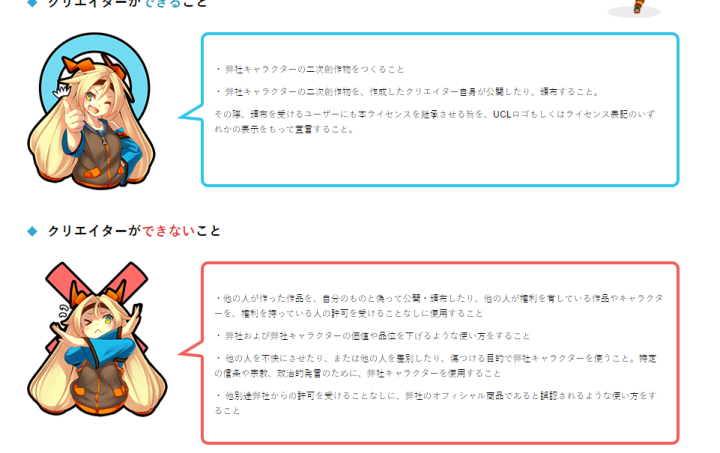 クリエイターができること
・ 弊社キャラクターの二次創作物をつくること
・ 弊社キャラクターの二次創作物を、作成したクリエイター自身が公開したり、頒布すること。
その際、頒布を受けるユーザーにも本ライセンスを継承させる旨を、UCLロゴもしくはライセンス表記のいず
れかの表示をもって宣言すること。
クリエイターができないこと
・他の人が作った作品を、自分のものと偽って公開・頒布したり、他の人が権利を有している作品やキャラクタ
ーを、権利を持っている人の許可を受けることなしに使用すること
・ 弊社および弊社キャラクターの価値や品位を下げるような使い方をすること
・ 他の人を不快にさせたり、または他の人を差別したり、傷つける目的で弊社キャラクターを使うこと。特定
の信条や宗教、政治的発言のために、弊社キャラクターを使用すること
・ 他別途弊社からの許可を受けることなしに、弊社のオフィシャル商品であると誤認されるような使い方をす
ること